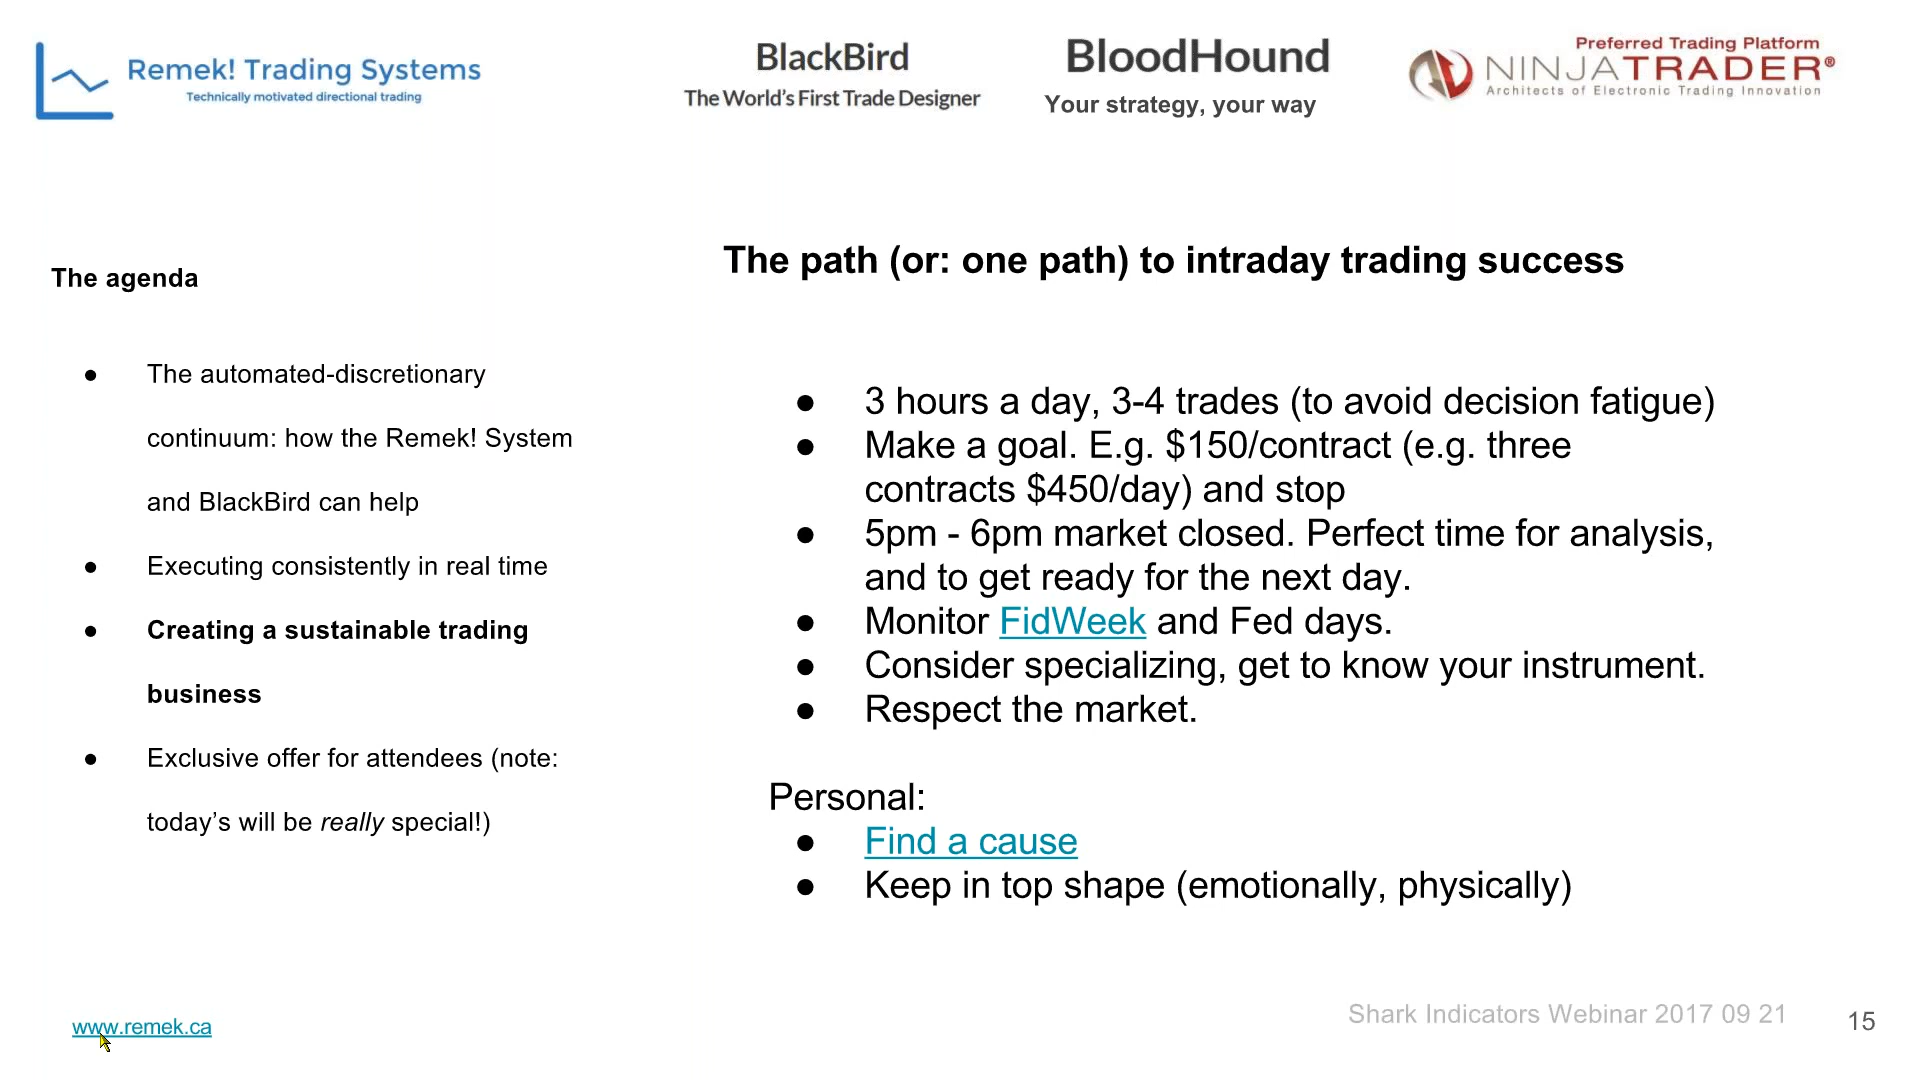 Remek! Trading Systems
Technically motivated directional trading
BlackBird
The World's First Trade Designer
BloodHound
Your strategy, your way
Preferred Trading Platform
NINJATRADER®
Architects of Electronic Trading Innovation
The agenda
● The automated-discretionary
continuum: how the Remek! System
and BlackBird can help
● Executing consistently in real time
● Creating a sustainable trading
business
● Exclusive offer for attendees (note:
today's will be really special!)
The path (or: one path) to intraday trading success
● 3 hours a day, 3-4 trades (to avoid decision fatigue)
● Make a goal. E.g. $150/contract (e.g. three
contracts $450/day) and stop
● 5pm - 6pm market closed. Perfect time for analysis,
and to get ready for the next day.
● Monitor FidWeek and Fed days.
● Consider specializing, get to know your instrument.
● Respect the market.
Personal:
● Find a cause
● Keep in top shape (emotionally, physically)
www.remek.ca
Shark Indicators Webinar 2017 09 21
15